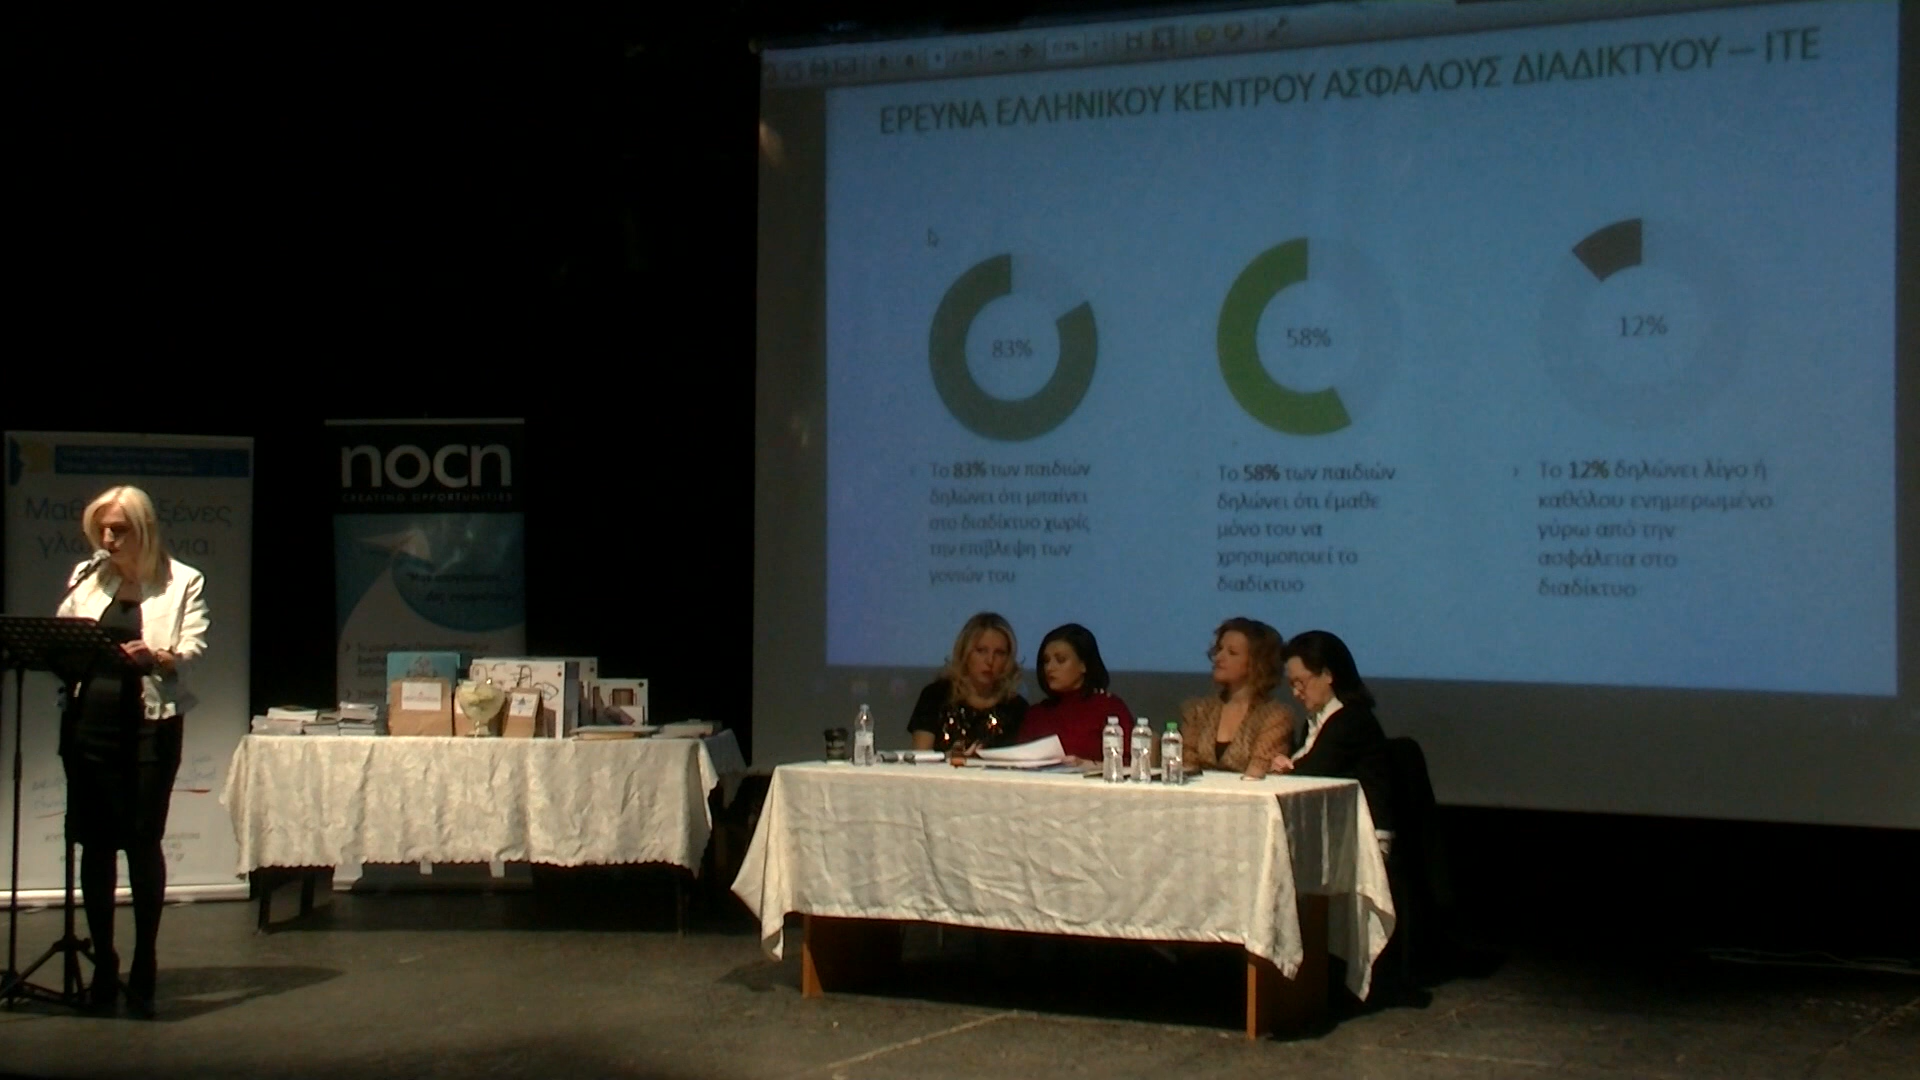 ΕΡΕΥΝΑ ΕΛΛΗΝΙΚΟΥ ΚΕΝΤΡΟΥ ΑΣΦΑΛΟΥΣ ΔΙΑΔΙΚΤΥΟΥ – ΙΤΕ
83%
58%
12%
Το 83% των παιδιών
δηλώνει ότι μπαίνει
στο διαδίκτυο χωρίς
την επίβλεψη των
γονιών του
Το 58% των παιδιών
δηλώνει ότι έμαθε
μόνο του να
χρησιμοποιεί το
διαδίκτυο
Το 12% δηλώνει λίγο ή
καθόλου ενημερωμένο
γύρω από την
ασφάλεια στο
διαδίκτυο
nocn
CREATING OPPORTUNITIES
ξένες